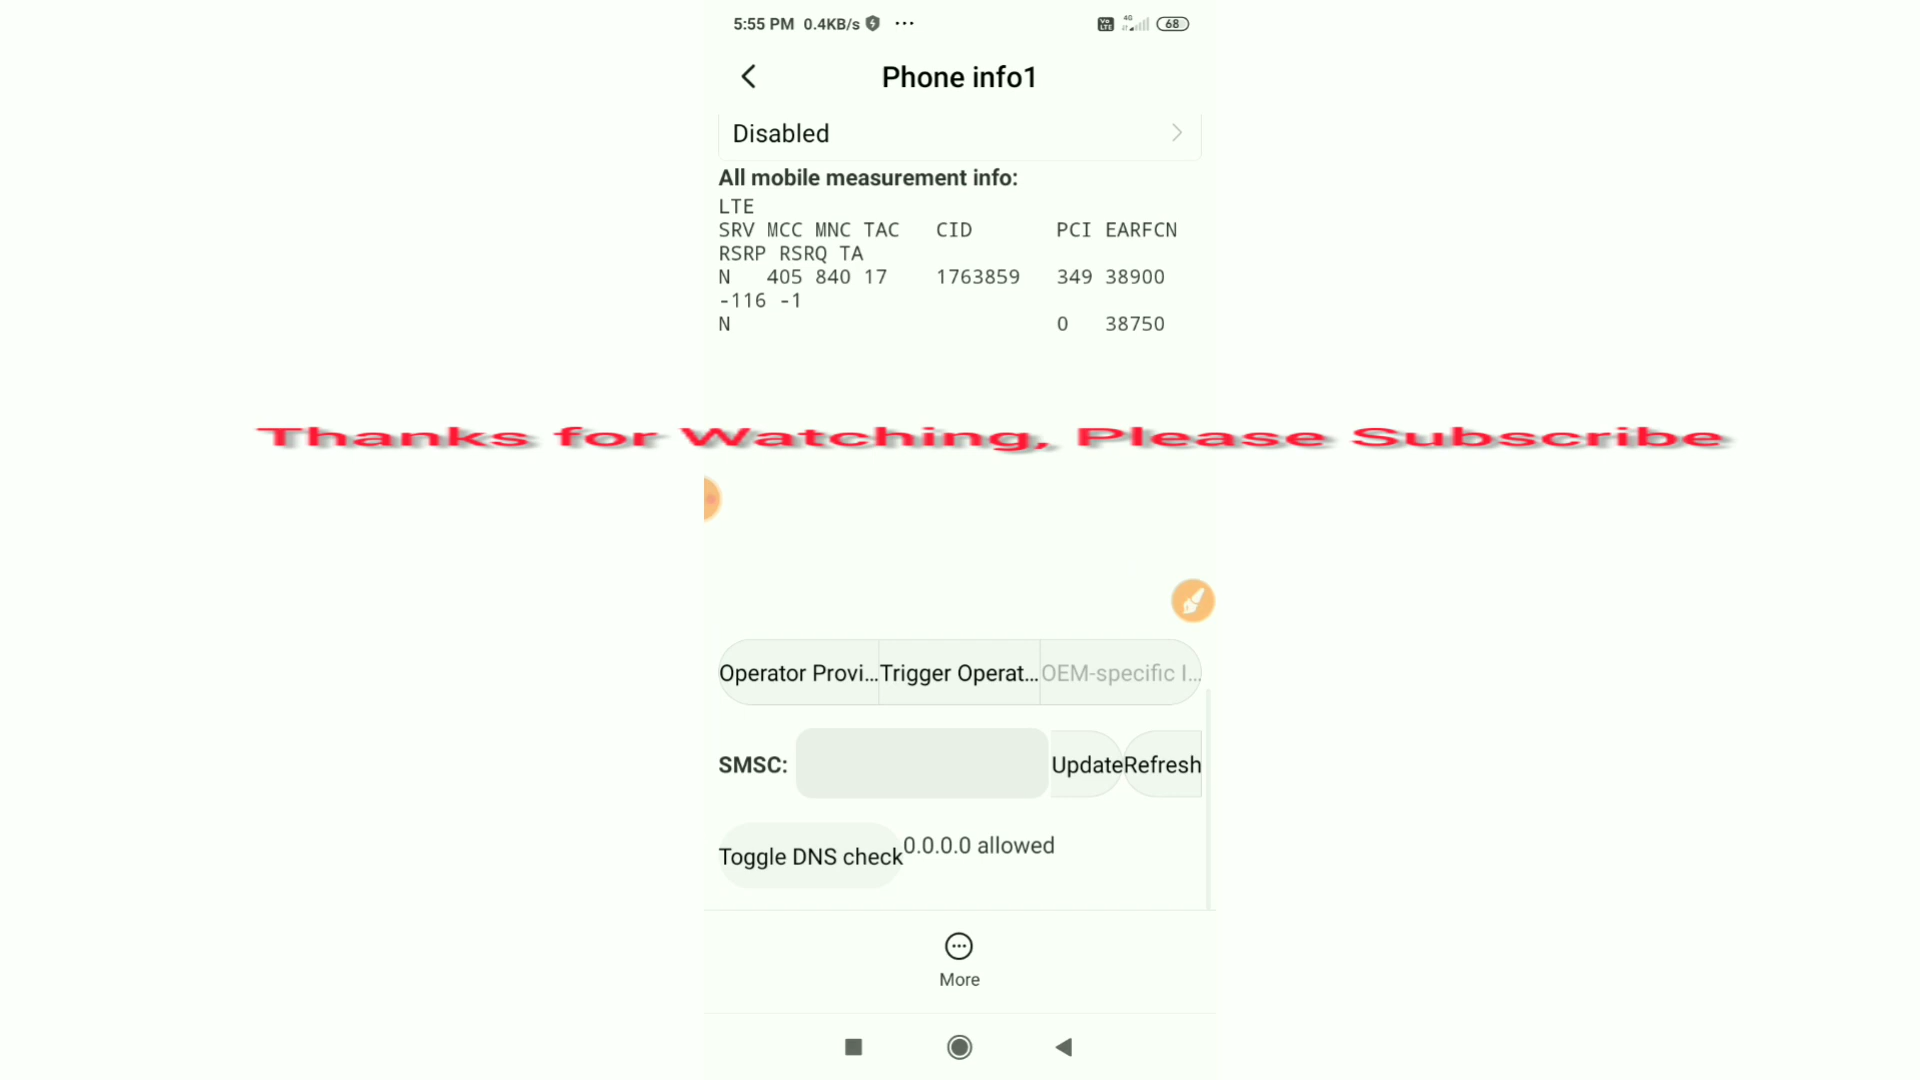 5:55 PM 0.4KB/s ... Vo LTE 4G 68
Phone info1
Disabled
All mobile measurement info:
LTE
SRV MCC MNC TAC CID PCI EARFCN
RSRP RSRQ TA
N 405 840 17 1763859 349 38900
-116 -1
N 0 38750
Thanks for Watching, Please Subscribe
Operator Provi... Trigger Operat... OEM-specific I...
SMSC: Update Refresh
Toggle DNS check 0.0.0.0 allowed
More